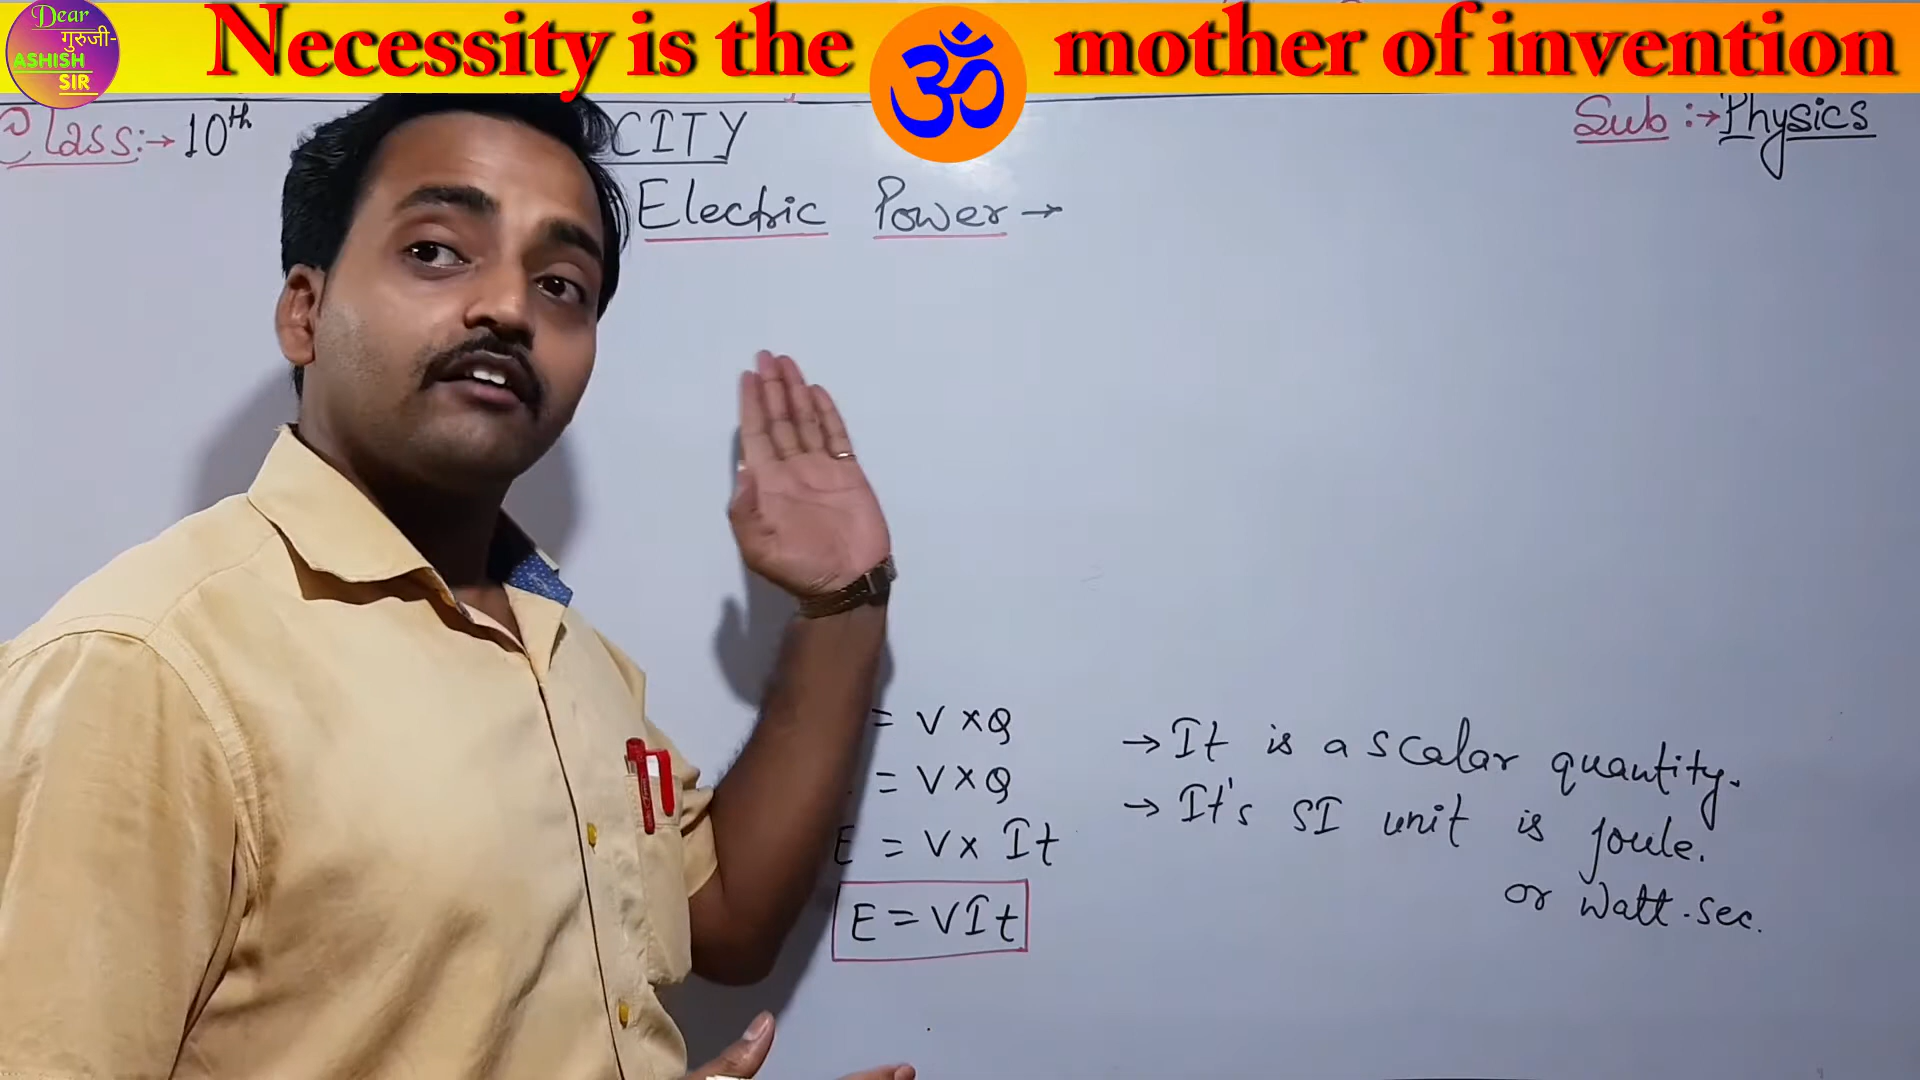 Dear
गुरुजी-
ASHISH
SIR
Necessity is the ॐ mother of invention
Class:→ 10th
CITY
Sub :→ Physics
Electric Power →
= V × Q
= V × Q
E = V × It
E = VIt
→ It is a scalar quantity.
→ It's SI unit is joule.
or watt.sec.